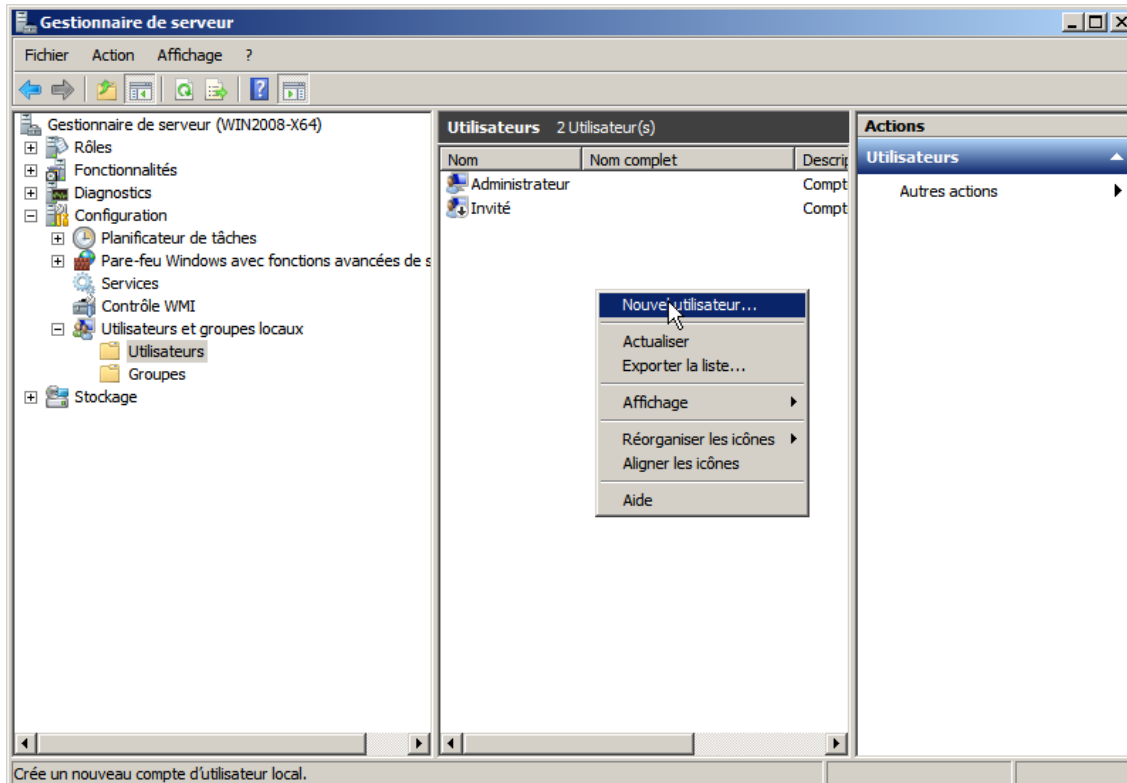 Gestionnaire de serveur
Fichier Action Affichage ?
Gestionnaire de serveur (WIN2008-X64)
Rôles
Fonctionnalités
Diagnostics
Configuration
Planificateur de tâches
Pare-feu Windows avec fonctions avancées de s
Services
Contrôle WMI
Utilisateurs et groupes locaux
Utilisateurs
Groupes
Stockage
Utilisateurs 2 Utilisateur(s)
Nom Nom complet Descrip
Administrateur Compt
Invité Compt
Nouvel utilisateur...
Actualiser
Exporter la liste...
Affichage
Réorganiser les icônes
Aligner les icônes
Aide
Actions
Utilisateurs
Autres actions
Crée un nouveau compte d'utilisateur local.